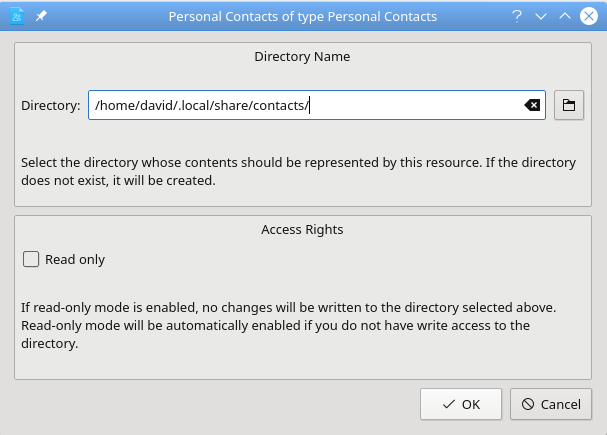 Personal Contacts of type Personal Contacts
Directory Name
Directory: /home/david/.local/share/contacts/
Select the directory whose contents should be represented by this resource. If the directory
does not exist, it will be created.
Access Rights
Read only
If read-only mode is enabled, no changes will be written to the directory selected above.
Read-only mode will be automatically enabled if you do not have write access to the
directory.
OK Cancel